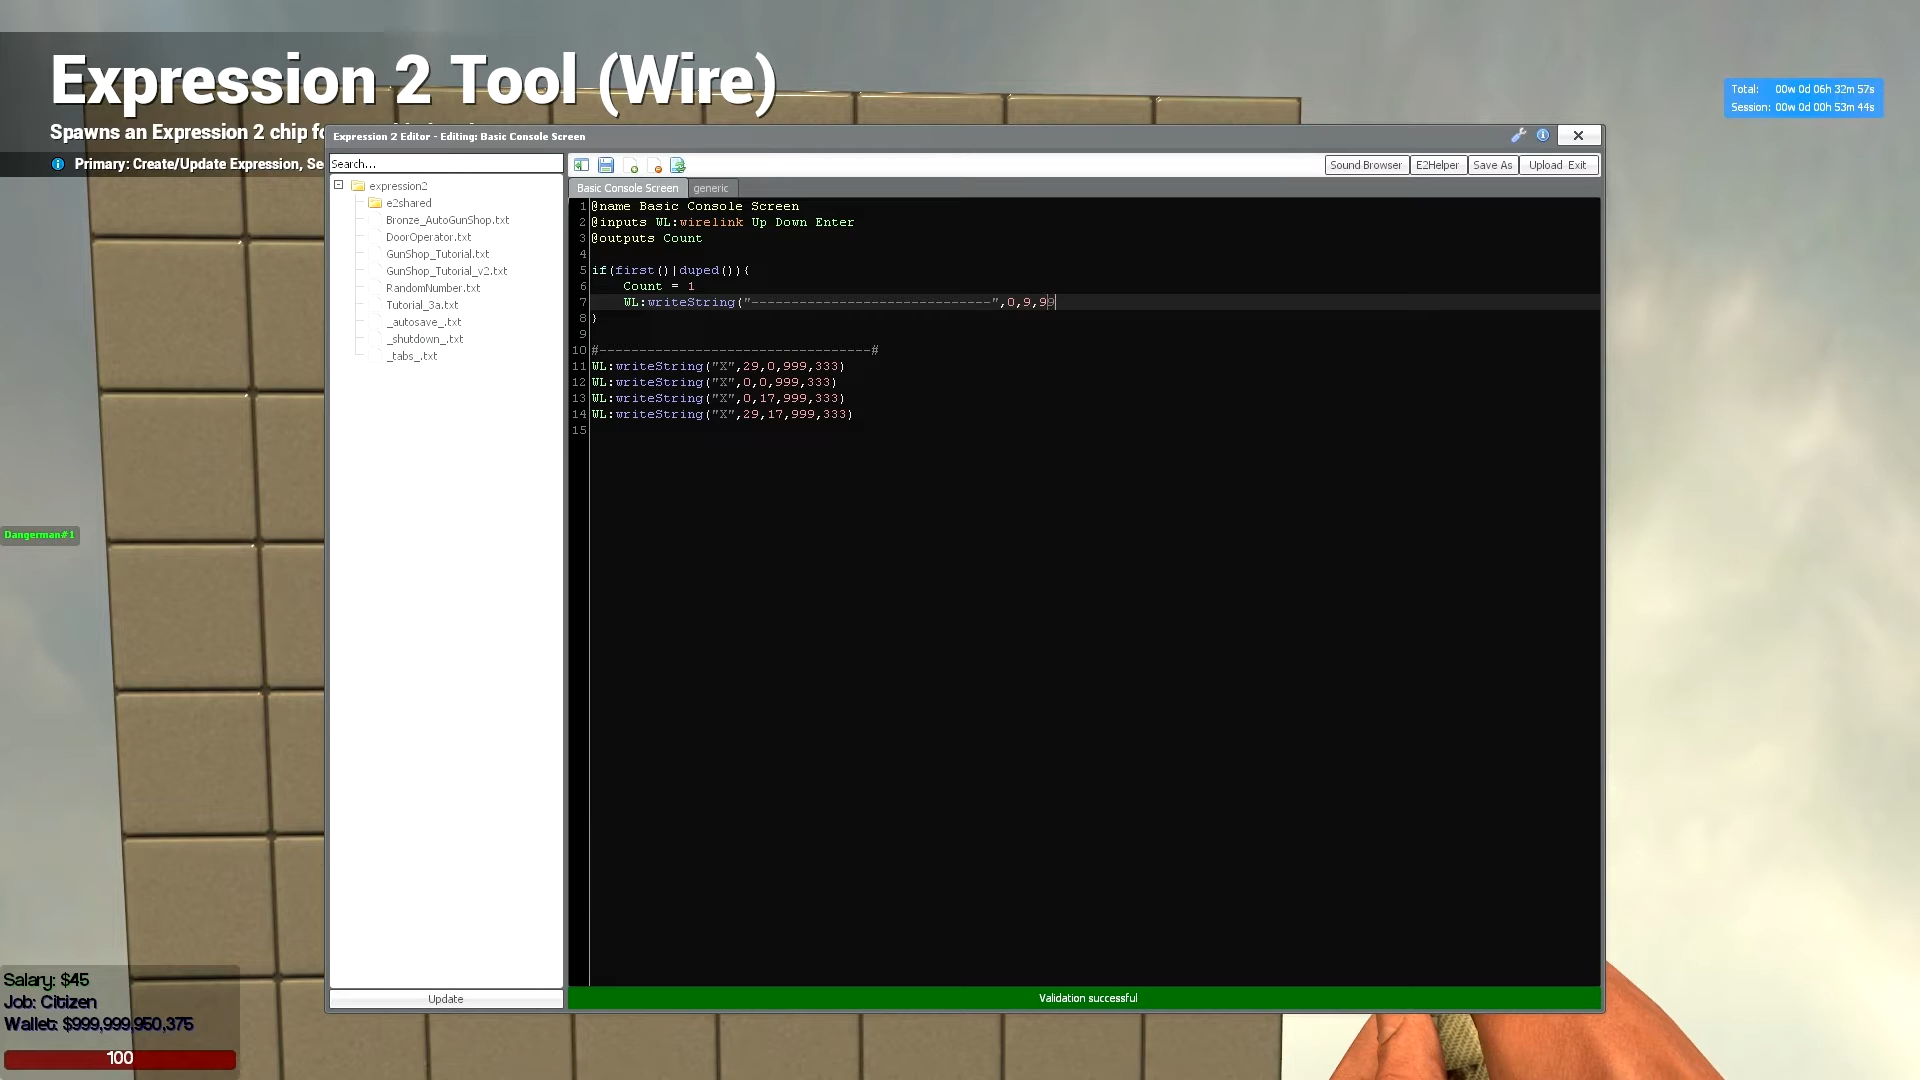 Expression 2 Tool (Wire)
Spawns an Expression 2 chip fo
Primary: Create/Update Expression, Se
Total: 00w 0d 06h 32m 57s
Session: 00w 0d 00h 53m 44s
Expression 2 Editor - Editing: Basic Console Screen
Search...
Sound Browser E2Helper Save As Upload Exit
Basic Console Screen generic
expression2
e2shared
Bronze_AutoGunShop.txt
DoorOperator.txt
GunShop_Tutorial.txt
GunShop_Tutorial_v2.txt
RandomNumber.txt
Tutorial_3a.txt
_autosave_.txt
_shutdown_.txt
_tabs_.txt
Update
1 @name Basic Console Screen
2 @inputs WL:wirelink Up Down Enter
3 @outputs Count
4
5 if(first()|duped()){
6 Count = 1
7 WL:writeString("------------------------------",0,9,99
8 }
9
10 #----------------------------------#
11 WL:writeString("X",29,0,999,333)
12 WL:writeString("X",0,0,999,333)
13 WL:writeString("X",0,17,999,333)
14 WL:writeString("X",29,17,999,333)
15
Validation successful
Dangerman#1
Salary: $45
Job: Citizen
Wallet: $999,999,950,375
100